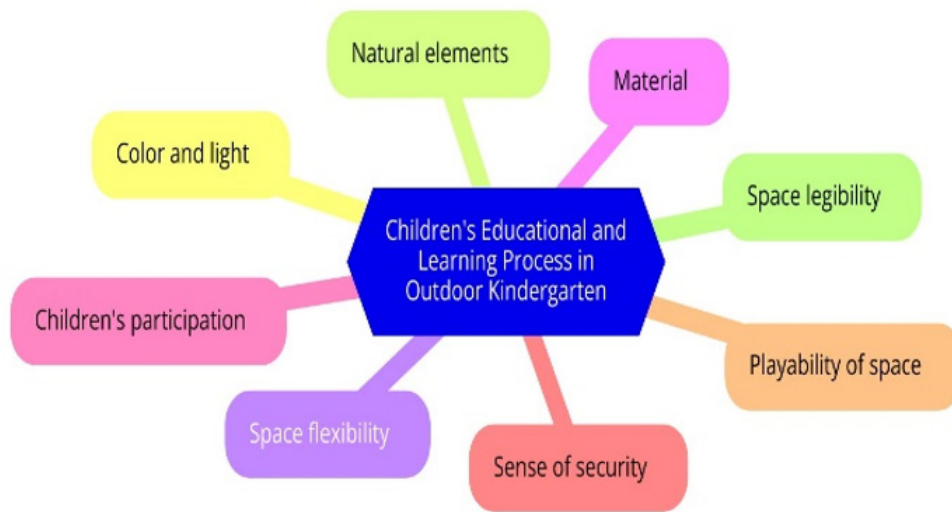 Natural elements
Material
Color and light
Space legibility
Children's Educational and
Learning Process in
Outdoor Kindergarten
Children's participation
Playability of space
Space flexibility
Sense of security